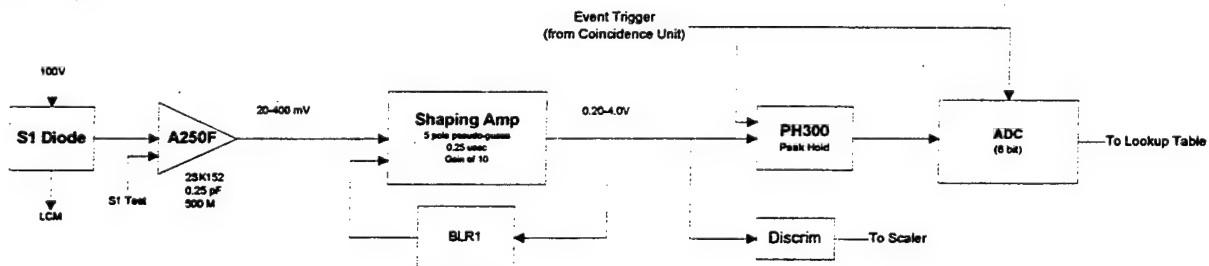 Event Trigger
(from Coincidence Unit)
100V
S1 Diode
A250F
20-400 mV
Shaping Amp
5 pole pseudo-guass
0.25 usec
Gain of 10
0.20-4.0V
PH300
Peak Hold
ADC
(8 bit)
To Lookup Table
LCM
S1 Test
2SK152
0.25 pF
500 M
BLR1
Discrim
To Scaler